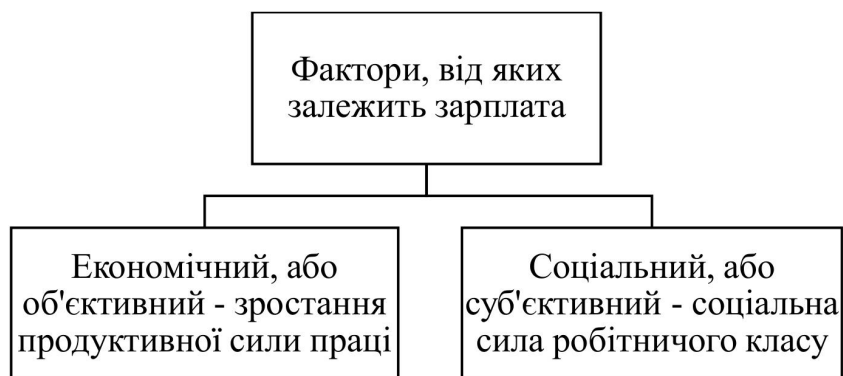 Фактори, від яких
залежить зарплата
Економічний, або
об'єктивний - зростання
продуктивної сили праці
Соціальний, або
суб'єктивний - соціальна
сила робітничого класу